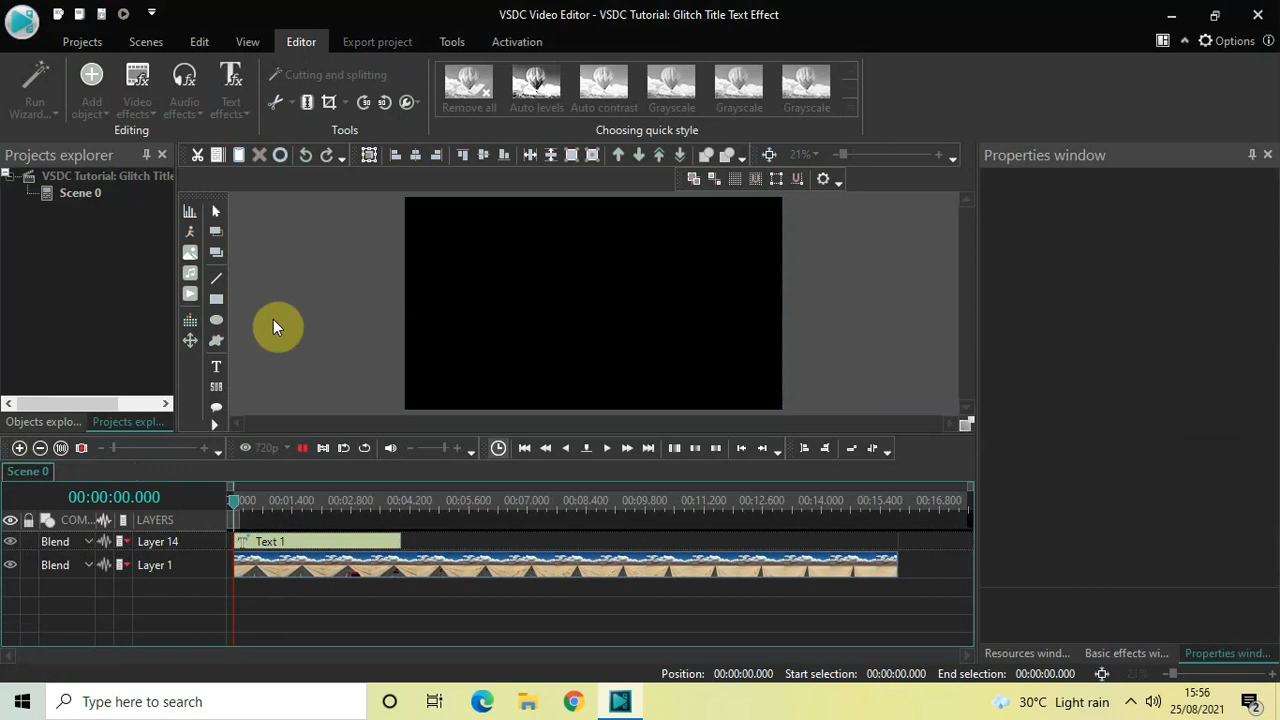 VSDC Video Editor - VSDC Tutorial: Glitch Title Text Effect
Projects Scenes Edit View Editor Export project Tools Activation
Options
Run Wizard...
Add object
Video effects
Audio effects
Text effects
Editing
Cutting and splitting
Tools
Remove all Auto levels Auto contrast Grayscale Grayscale Grayscale
Choosing quick style
Projects explorer
VSDC Tutorial: Glitch Title
Scene 0
21%
Properties window
T
SUB
Objects explo... Projects expl...
720p
Scene 0
00:00:00.000
000 00:01.400 00:02.800 00:04.200 00:05.600 00:07.000 00:08.400 00:09.800 00:11.200 00:12.600 00:14.000 00:15.400 00:16.800
COM... LAYERS
Blend Layer 14 Text 1
Blend Layer 1
Resources wind... Basic effects wi... Properties wind...
Position: 00:00:00.000 Start selection: 00:00:00.000 End selection: 00:00:00.000 21%
Type here to search
30°C Light rain
15:56
25/08/2021
2